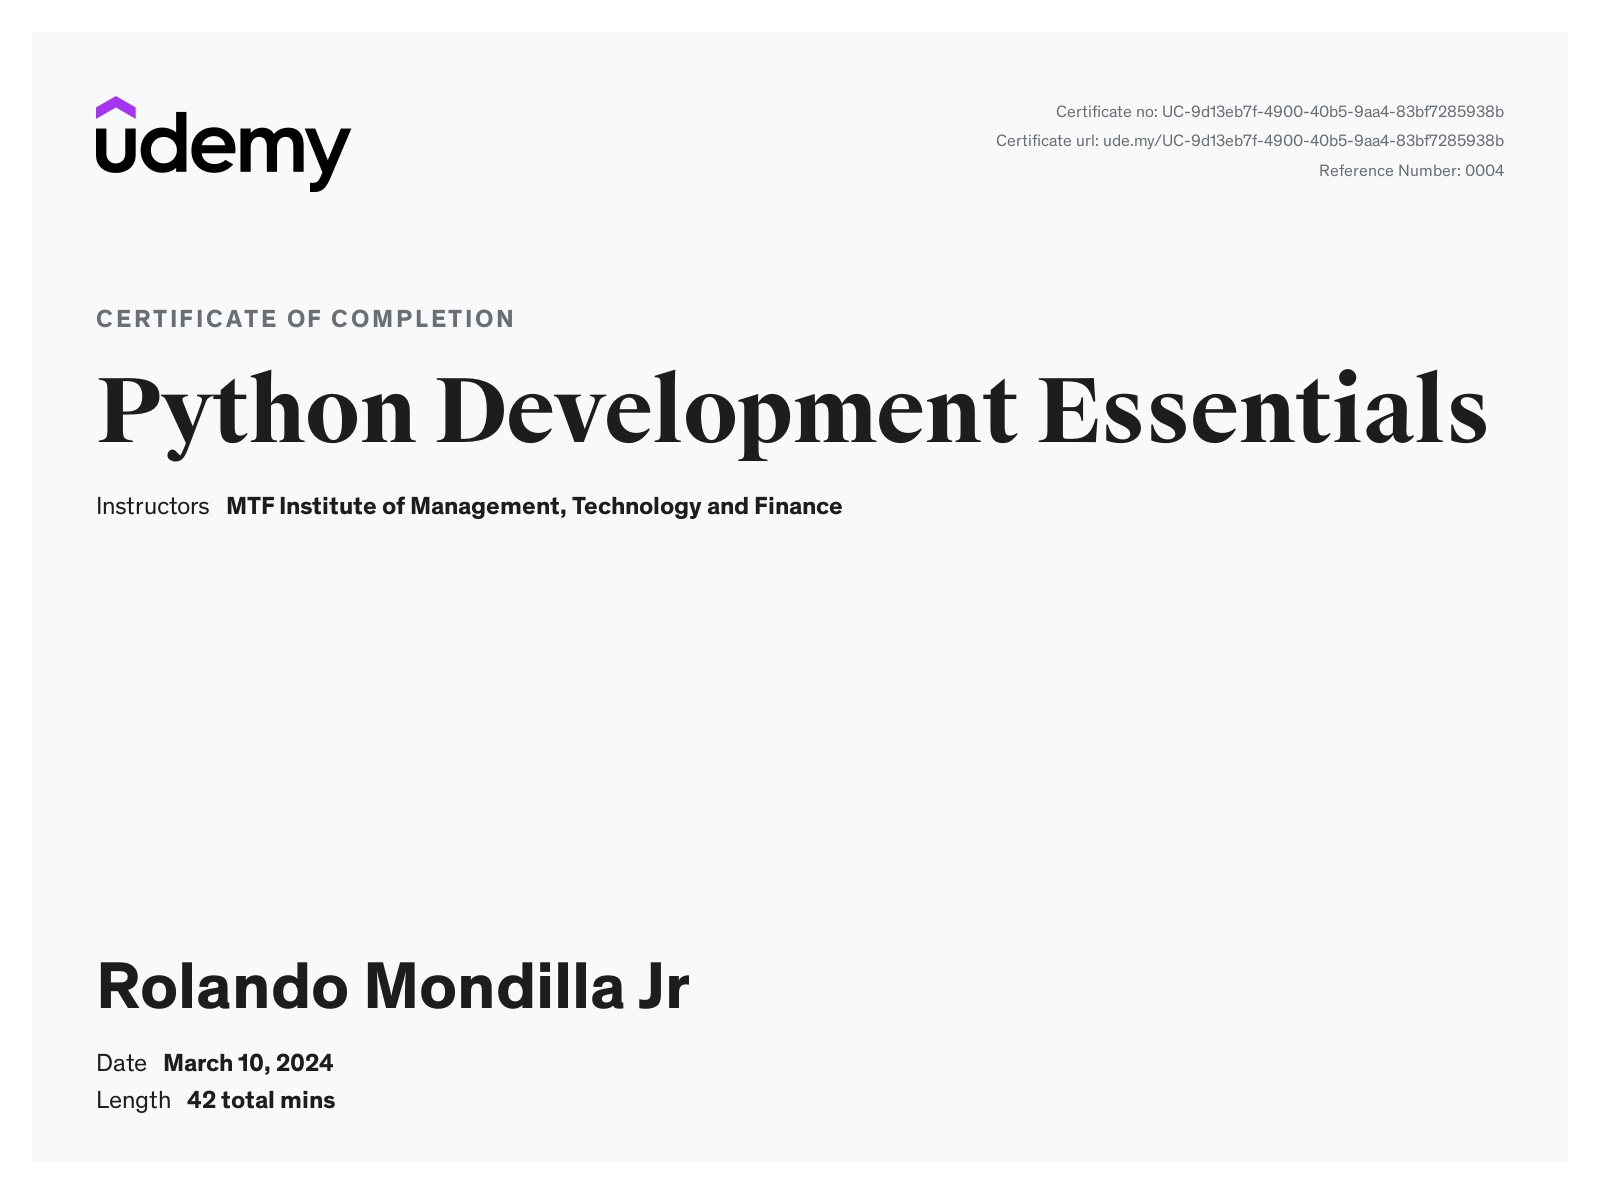 udemy
Certificate no: UC-9d13eb7f-4900-40b5-9aa4-83bf7285938b
Certificate url: ude.my/UC-9d13eb7f-4900-40b5-9aa4-83bf7285938b
Reference Number: 0004
CERTIFICATE OF COMPLETION
Python Development Essentials
Instructors MTF Institute of Management, Technology and Finance
Rolando Mondilla Jr
Date March 10, 2024
Length 42 total mins